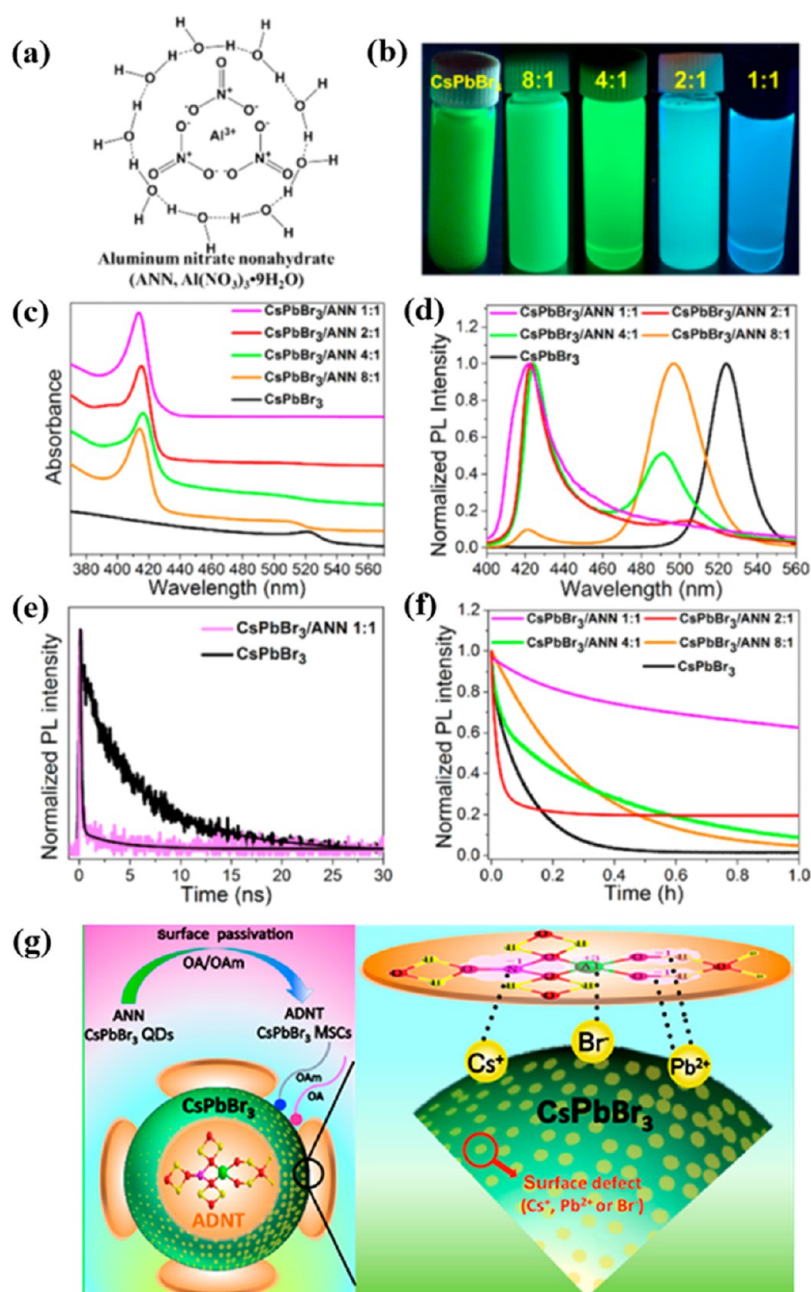 (a)
Aluminum nitrate nonahydrate
(ANN, Al(NO₃)₃•9H₂O)
(b)
CsPbBr₃
8:1
4:1
2:1
1:1
(c)
CsPbBr₃/ANN 1:1
CsPbBr₃/ANN 2:1
CsPbBr₃/ANN 4:1
CsPbBr₃/ANN 8:1
CsPbBr₃
Absorbance
380 400 420 440 460 480 500 520 540 560
Wavelength (nm)
(d)
CsPbBr₃/ANN 1:1 CsPbBr₃/ANN 2:1
CsPbBr₃/ANN 4:1 CsPbBr₃/ANN 8:1
CsPbBr₃
Normalized PL Intensity
1.2
1.0
0.8
0.6
0.4
0.2
0.0
400 420 440 460 480 500 520 540 560
Wavelength (nm)
(e)
CsPbBr₃/ANN 1:1
CsPbBr₃
Normalized PL intensity
0 5 10 15 20 25 30
Time (ns)
(f)
CsPbBr₃/ANN 1:1 CsPbBr₃/ANN 2:1
CsPbBr₃/ANN 4:1 CsPbBr₃/ANN 8:1
CsPbBr₃
Normalized PL intensity
1.2
1.0
0.8
0.6
0.4
0.2
0.0
0.0 0.2 0.4 0.6 0.8 1.0
Time (h)
(g)
surface passivation
OA/OAm
ANN
CsPbBr₃ QDs
ADNT
CsPbBr₃ MSCs
OAm
OA
CsPbBr₃
ADNT
Cs⁺
Br⁻
Pb²⁺
CsPbBr₃
Surface defect
(Cs⁺, Pb²⁺ or Br⁻)